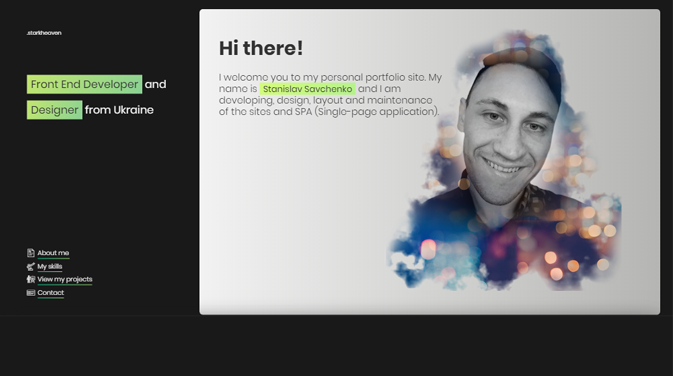 .starkheaven
Front End Developer and
Designer from Ukraine
About me
My skills
View my projects
Contact
Hi there!
I welcome you to my personal portfolio site. My
name is Stanislav Savchenko and I am
developing, design, layout and maintenance
of the sites and SPA (Single-page application).